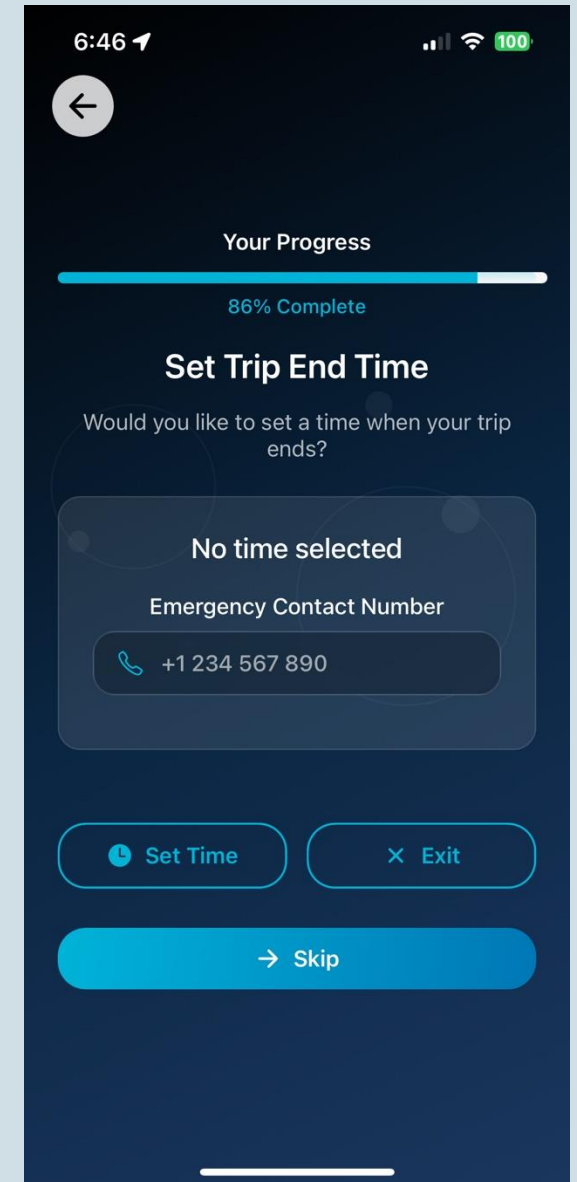 6:46
100
Your Progress
86% Complete
Set Trip End Time
Would you like to set a time when your trip
ends?
No time selected
Emergency Contact Number
+1 234 567 890
Set Time
Exit
Skip